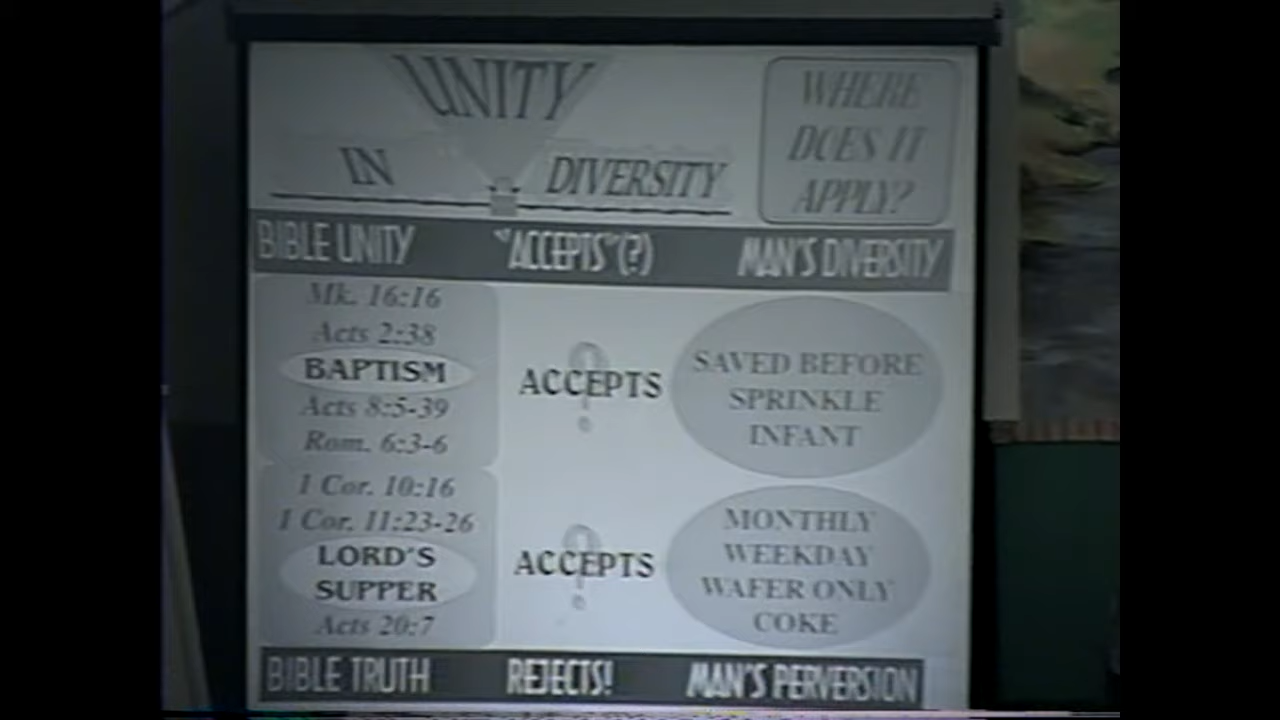 UNITY
IN DIVERSITY
WHERE
DOES IT
APPLY?
BIBLE UNITY "ACCEPTS"(?) MAN'S DIVERSITY
Mk. 16:16
Acts 2:38
BAPTISM
Acts 8:5-39
Rom. 6:3-6
? ACCEPTS
SAVED BEFORE
SPRINKLE
INFANT
1 Cor. 10:16
1 Cor. 11:23-26
LORD'S
SUPPER
Acts 20:7
? ACCEPTS
MONTHLY
WEEKDAY
WAFER ONLY
COKE
BIBLE TRUTH REJECTS! MAN'S PERVERSION